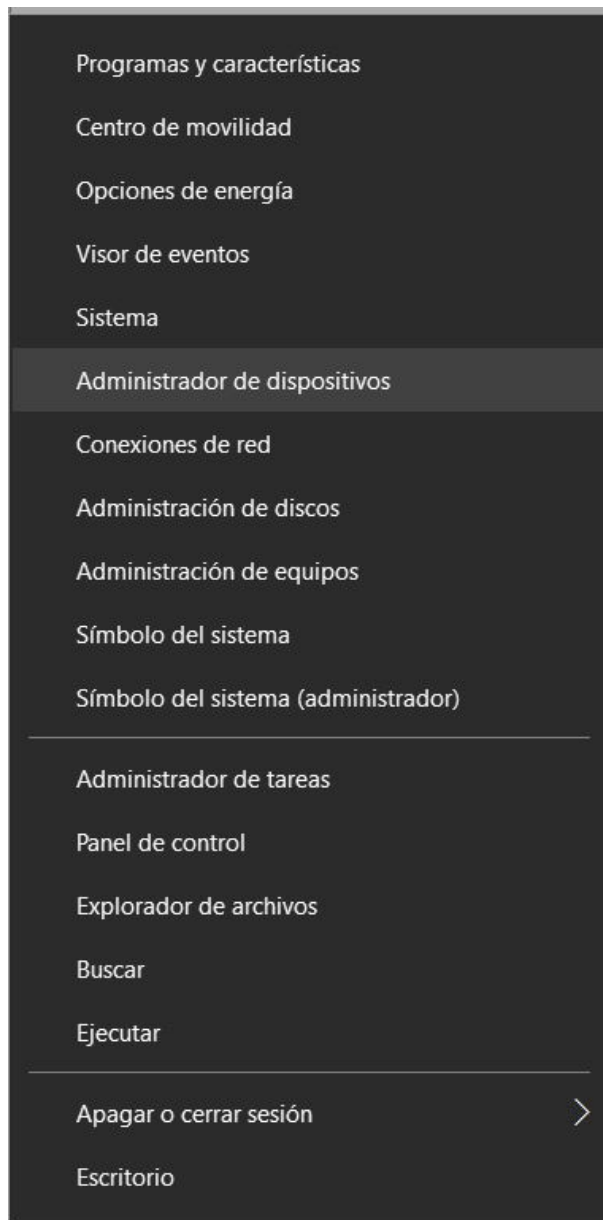 Programas y características
Centro de movilidad
Opciones de energía
Visor de eventos
Sistema
Administrador de dispositivos
Conexiones de red
Administración de discos
Administración de equipos
Símbolo del sistema
Símbolo del sistema (administrador)
Administrador de tareas
Panel de control
Explorador de archivos
Buscar
Ejecutar
Apagar o cerrar sesión
Escritorio